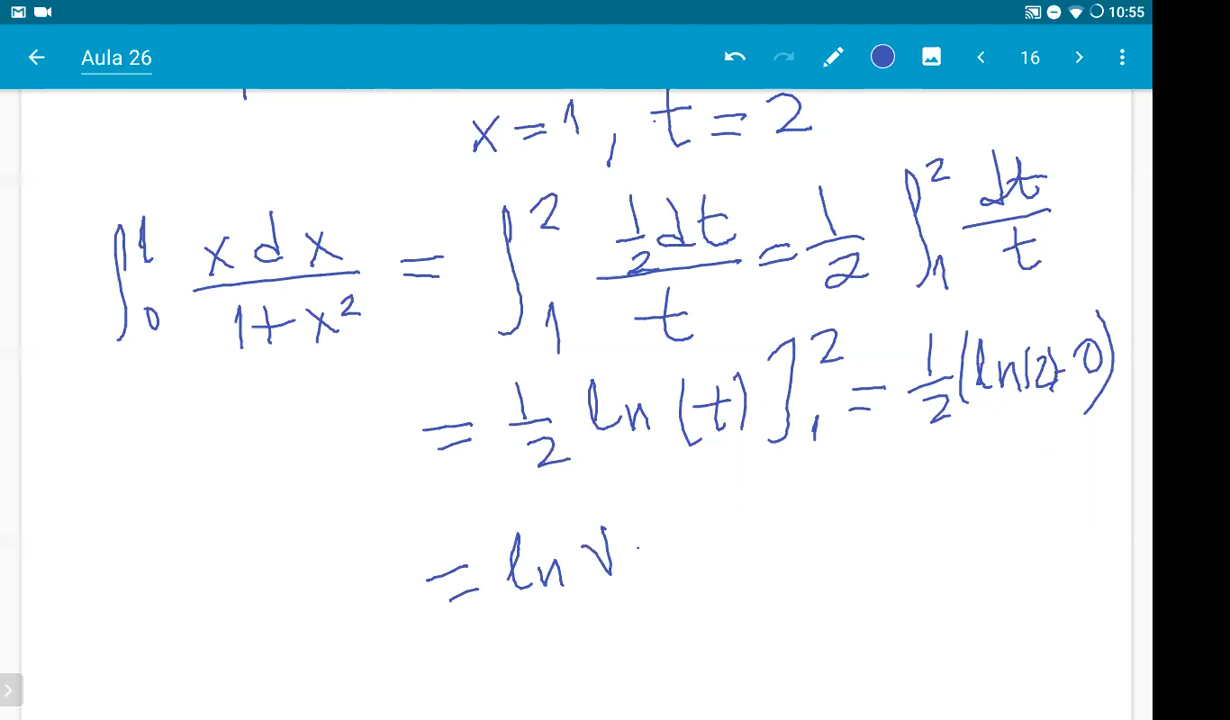 10:55
Aula 26
16
x = 1, t = 2
∫₀¹ x dx / 1+x² = ∫₁² ½ dt / t = ½ ∫₁² dt / t
= ½ ln(t)]₁² = ½(ln(2)-0)
= ln √